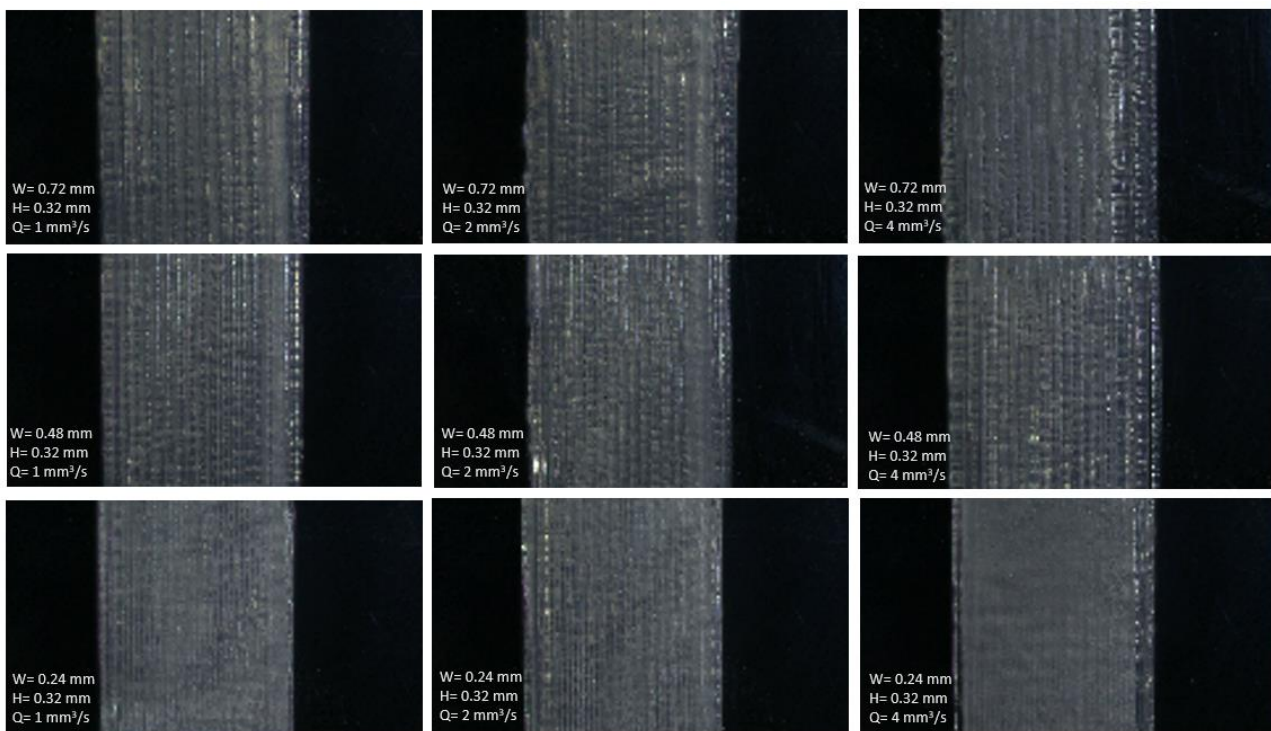 W= 0.72 mm
H= 0.32 mm
Q= 1 mm³/s
W= 0.72 mm
H= 0.32 mm
Q= 2 mm³/s
W= 0.72 mm
H= 0.32 mm
Q= 4 mm³/s
W= 0.48 mm
H= 0.32 mm
Q= 1 mm³/s
W= 0.48 mm
H= 0.32 mm
Q= 2 mm³/s
W= 0.48 mm
H= 0.32 mm
Q= 4 mm³/s
W= 0.24 mm
H= 0.32 mm
Q= 1 mm³/s
W= 0.24 mm
H= 0.32 mm
Q= 2 mm³/s
W= 0.24 mm
H= 0.32 mm
Q= 4 mm³/s